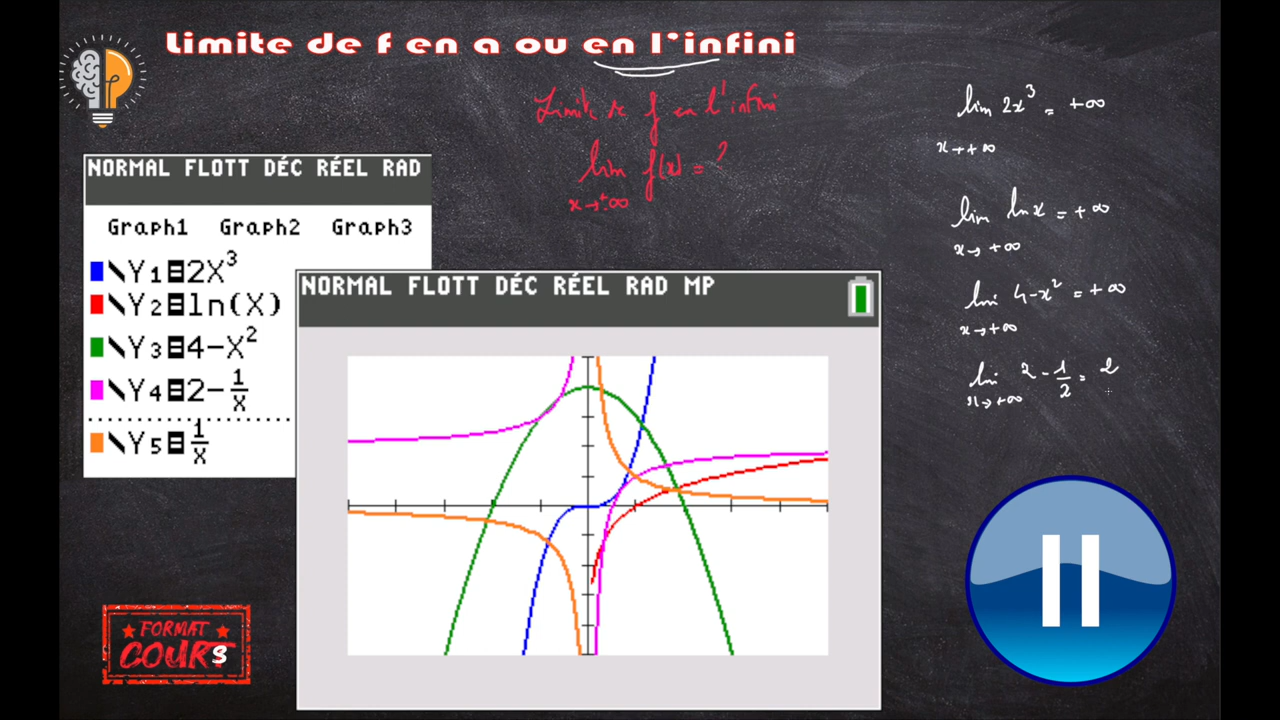 Limite de f en a ou en l'infini
Limite de f en l'infini
lim f(x) = ?
x→±∞
NORMAL FLOTT DÉC RÉEL RAD
Graph1 Graph2 Graph3
\Y1=2X³
\Y2=ln(X)
\Y3=4-X²
\Y4=2-1/X
\Y5=1/X
NORMAL FLOTT DÉC RÉEL RAD MP
lim 2x³ = +∞
x→+∞
lim ln x = +∞
x→+∞
lim 4-x² = +∞
x→+∞
lim 2-1/x = 2
x→+∞
FORMAT
COURTS